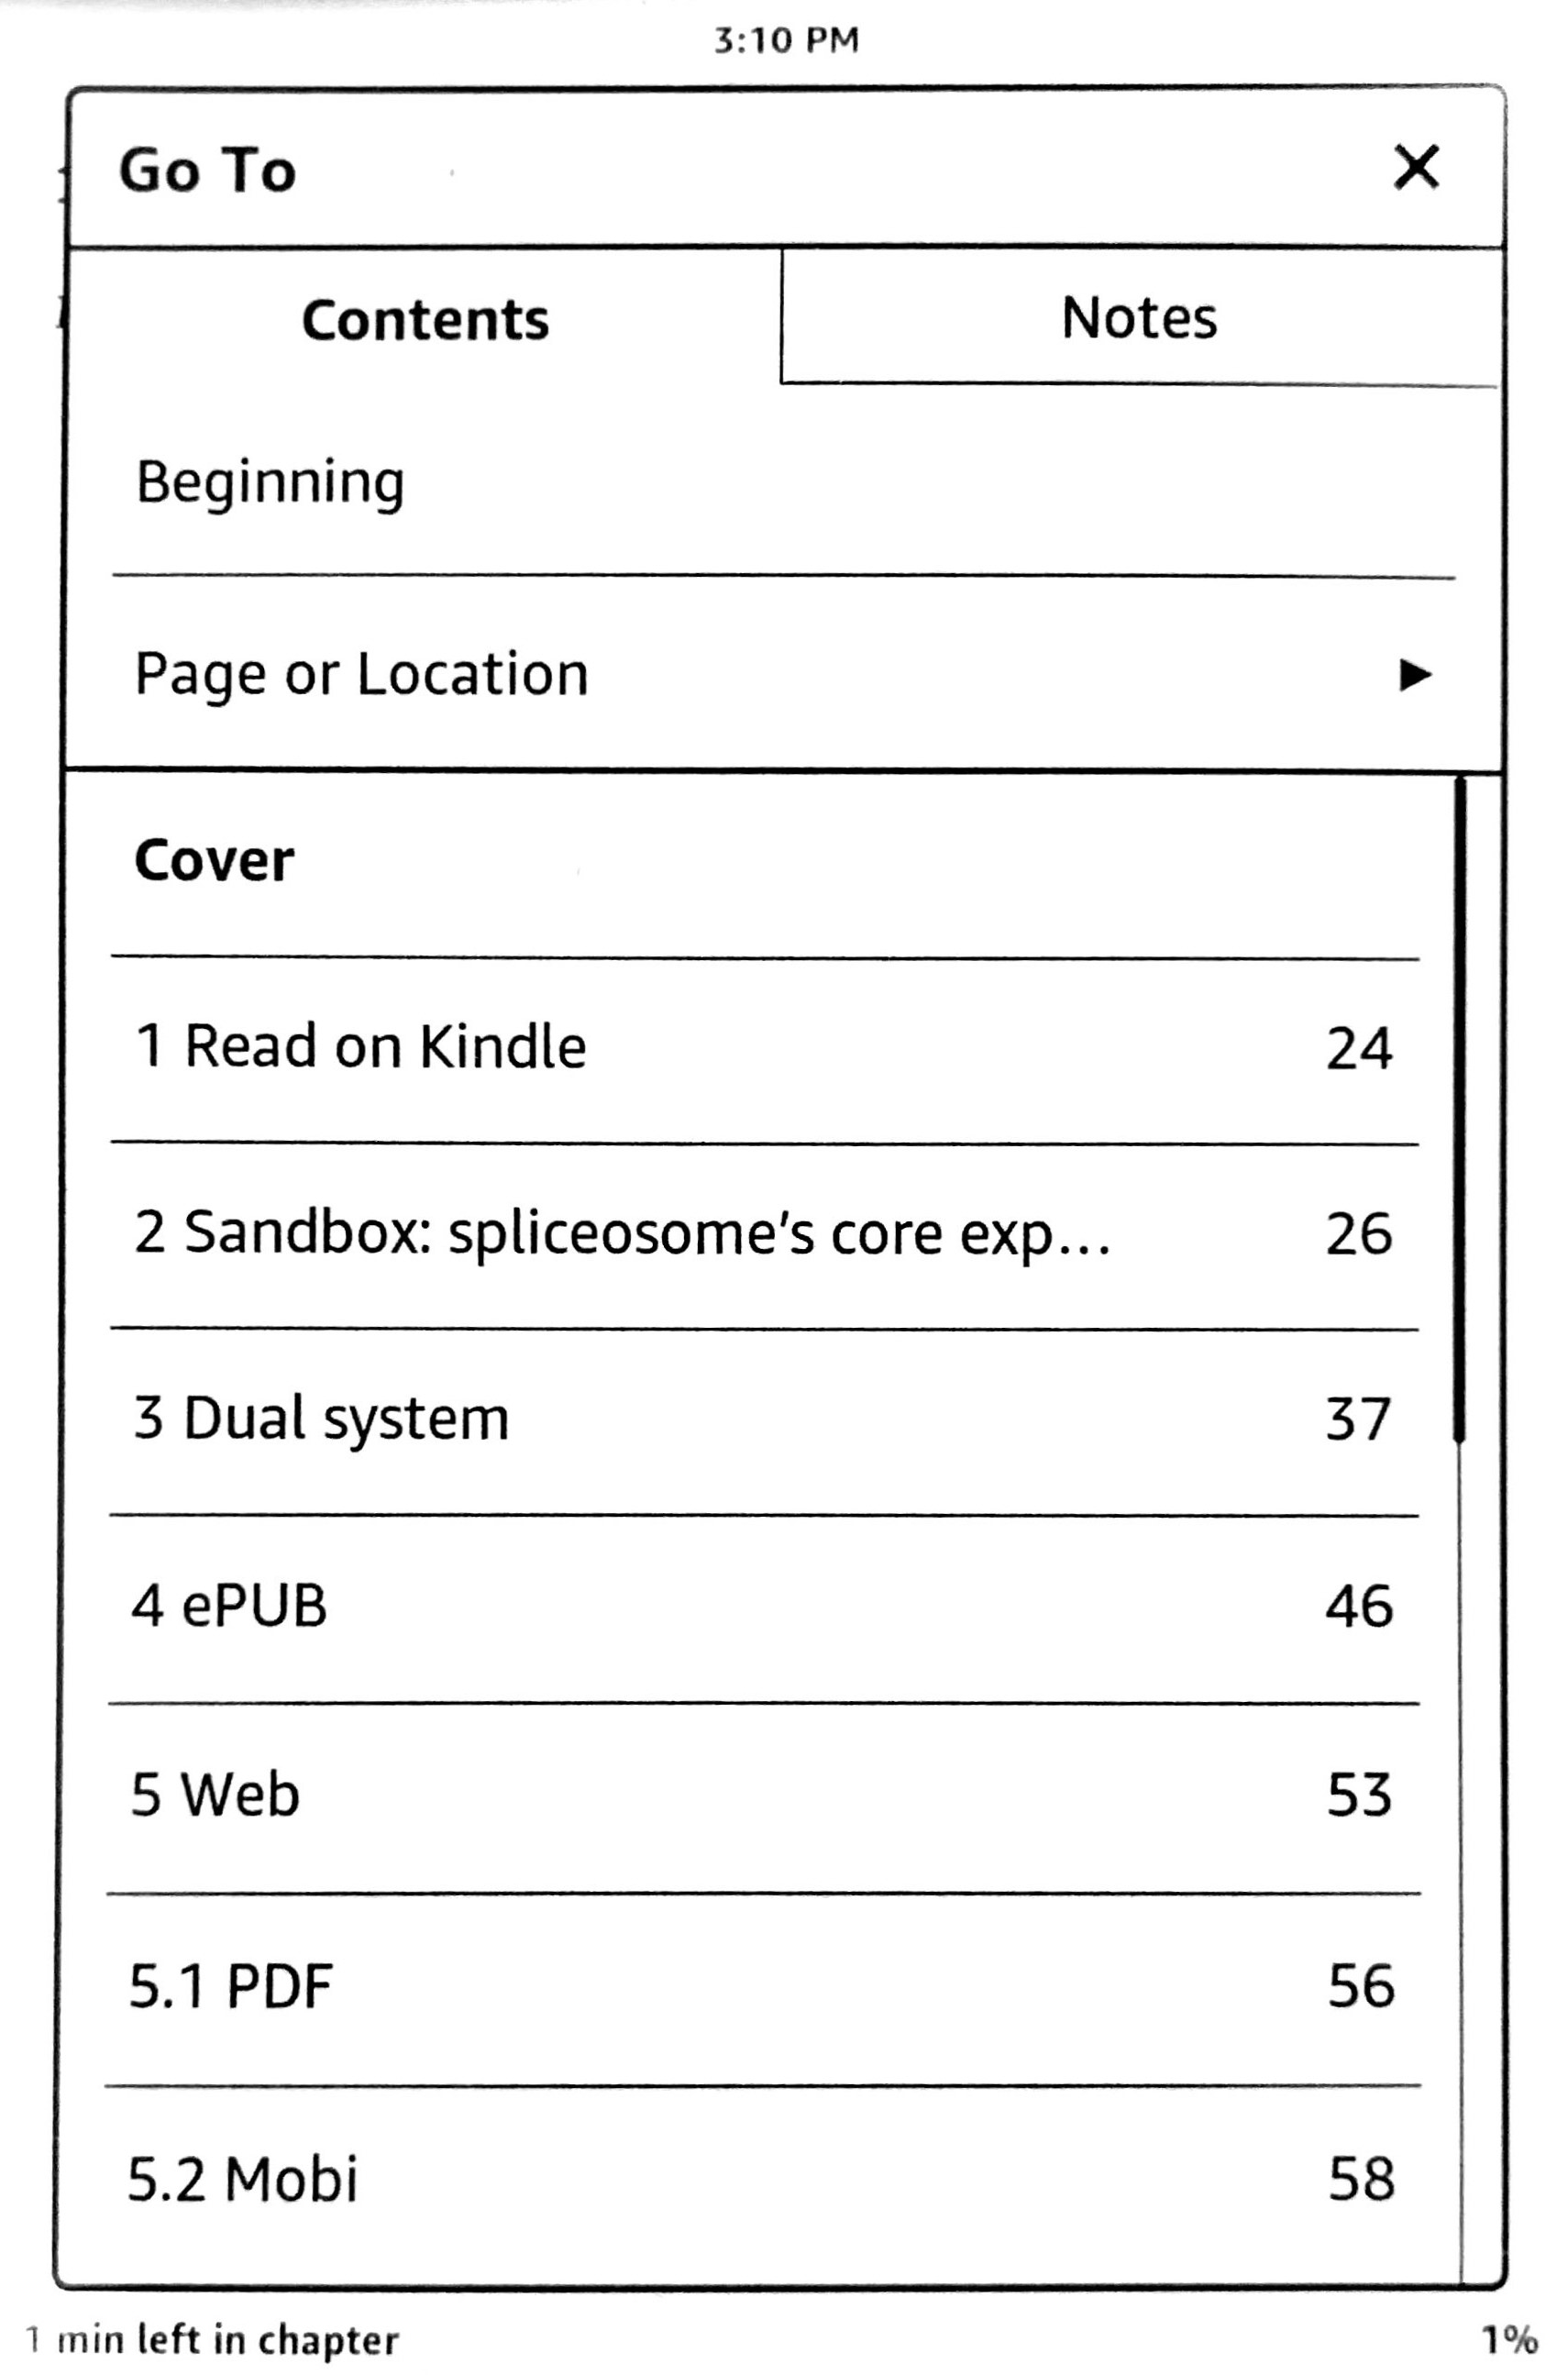 3:10 PM
Go To
Contents
Notes
Beginning
Page or Location
Cover
1 Read on Kindle 24
2 Sandbox: spliceosome's core exp... 26
3 Dual system 37
4 ePUB 46
5 Web 53
5.1 PDF 56
5.2 Mobi 58
1 min left in chapter 1%